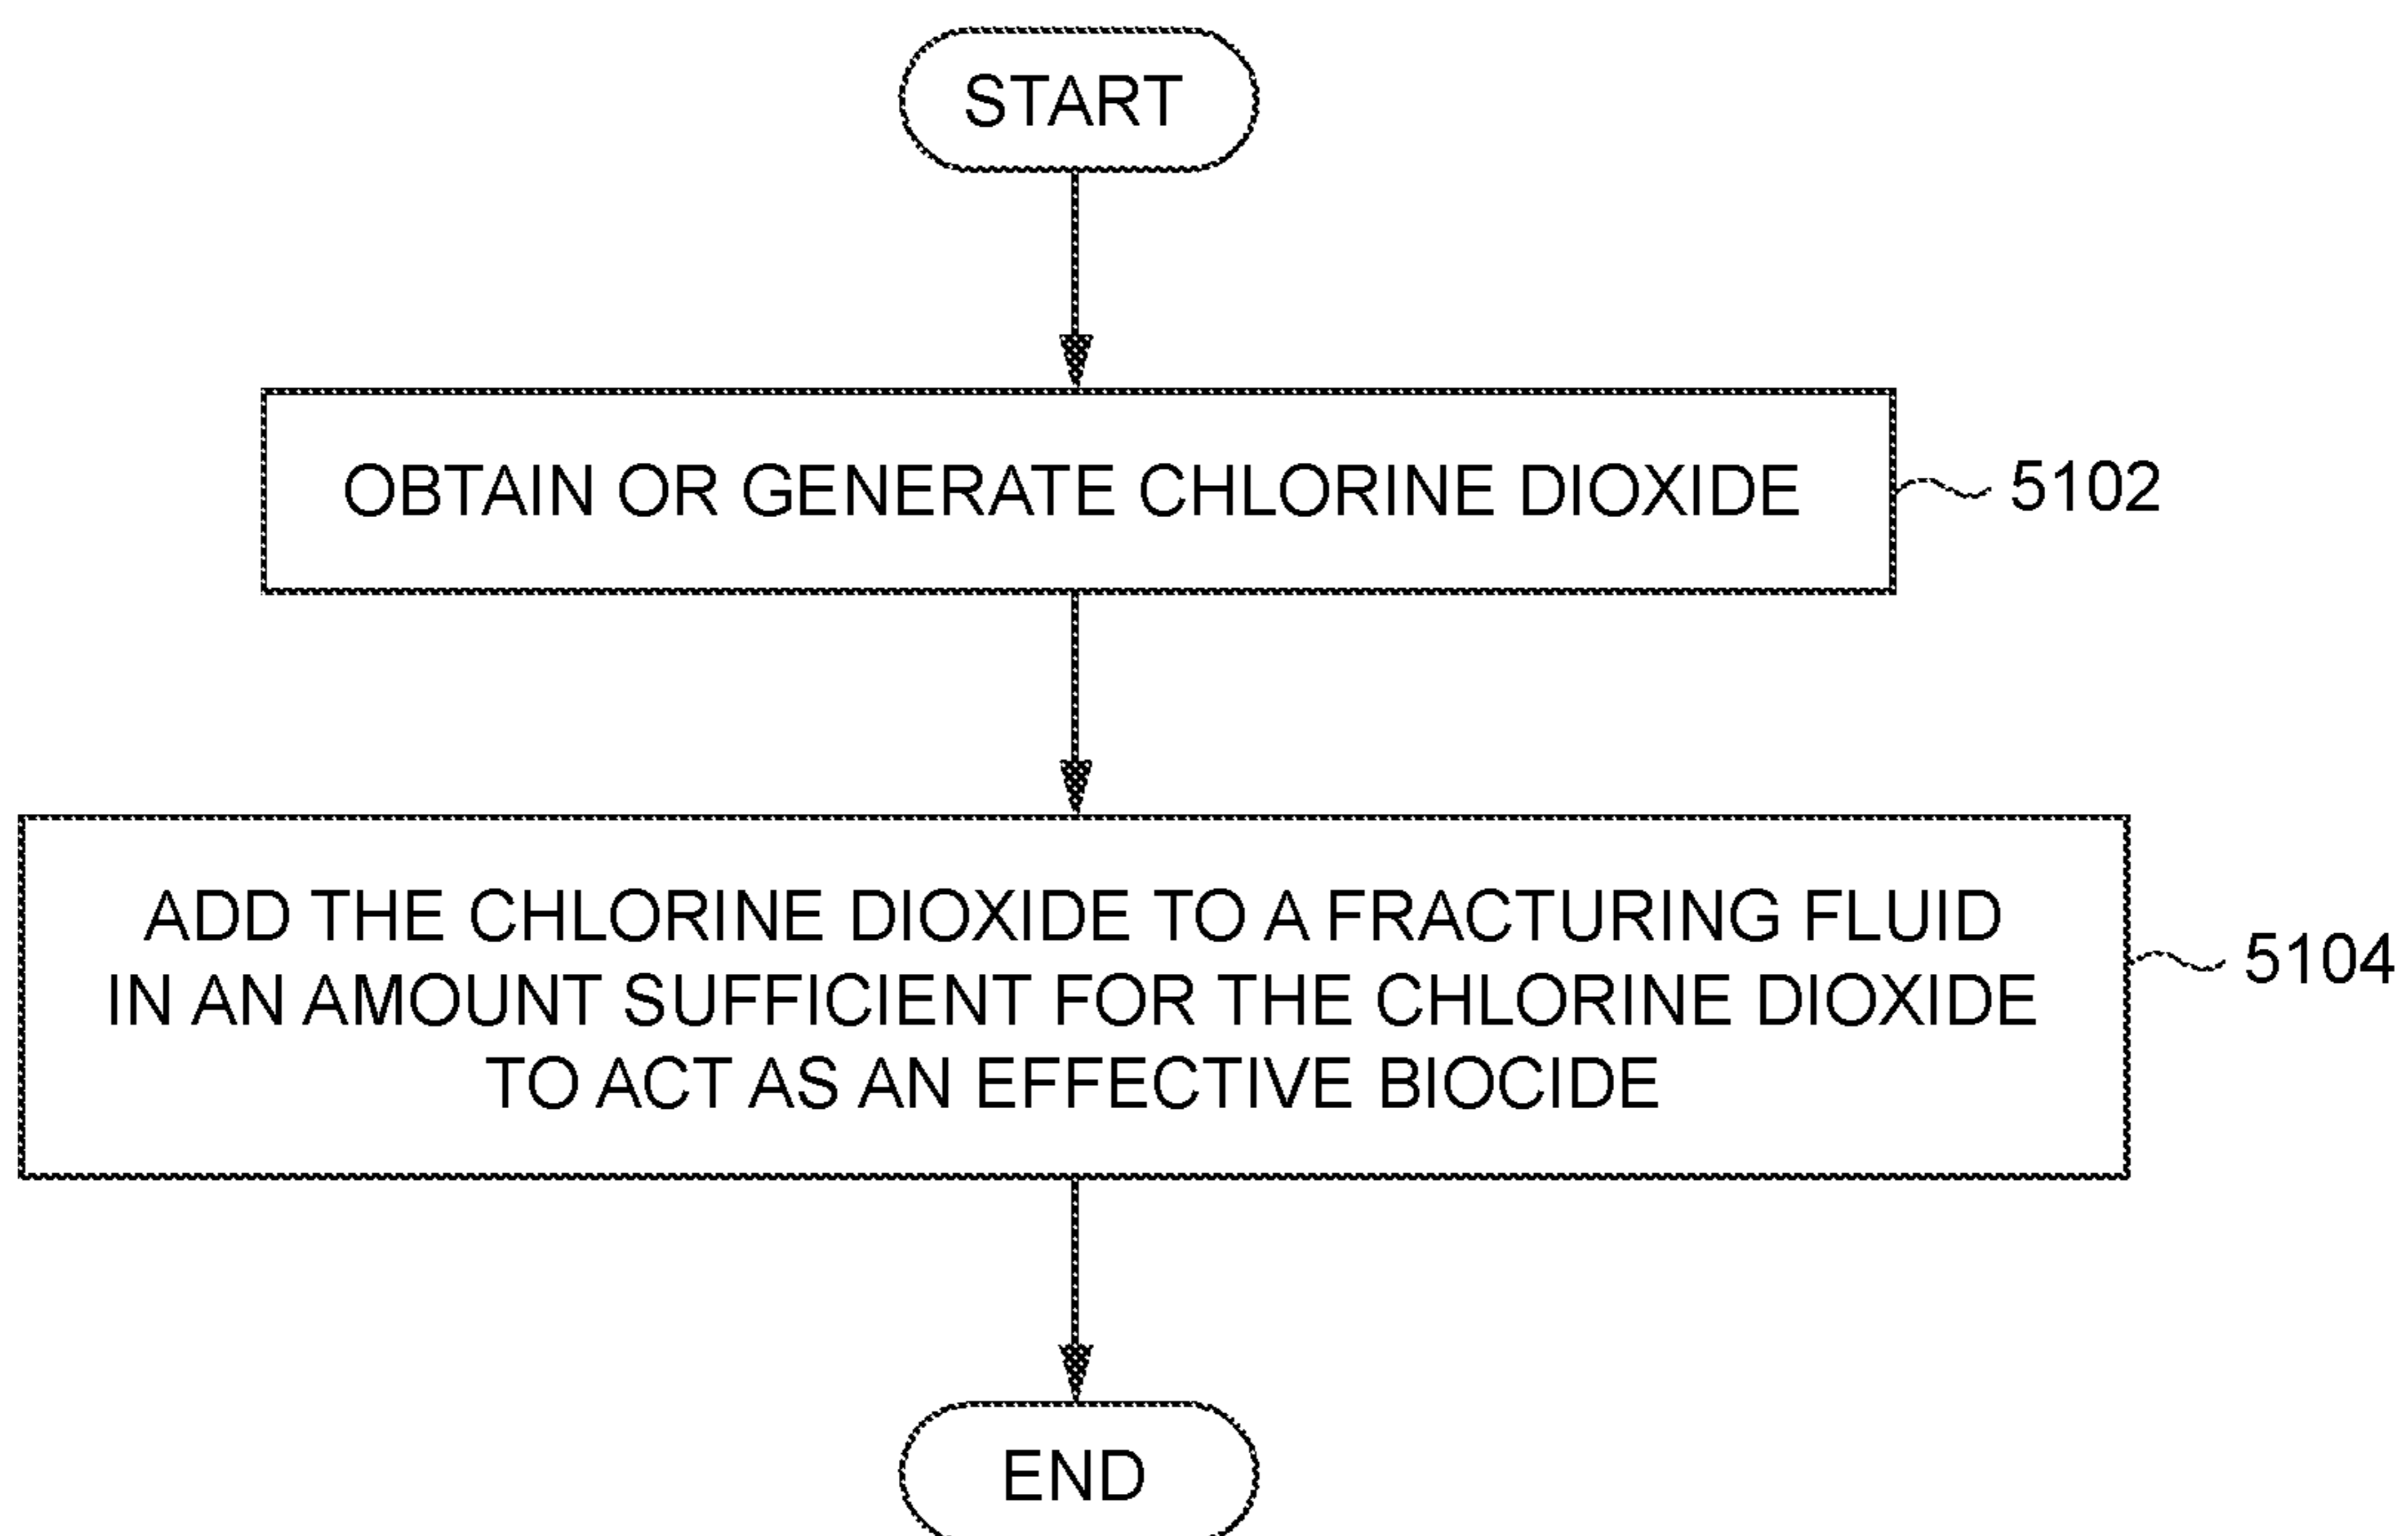 START
OBTAIN OR GENERATE CHLORINE DIOXIDE
5102
ADD THE CHLORINE DIOXIDE TO A FRACTURING FLUID
IN AN AMOUNT SUFFICIENT FOR THE CHLORINE DIOXIDE
TO ACT AS AN EFFECTIVE BIOCIDE
5104
END